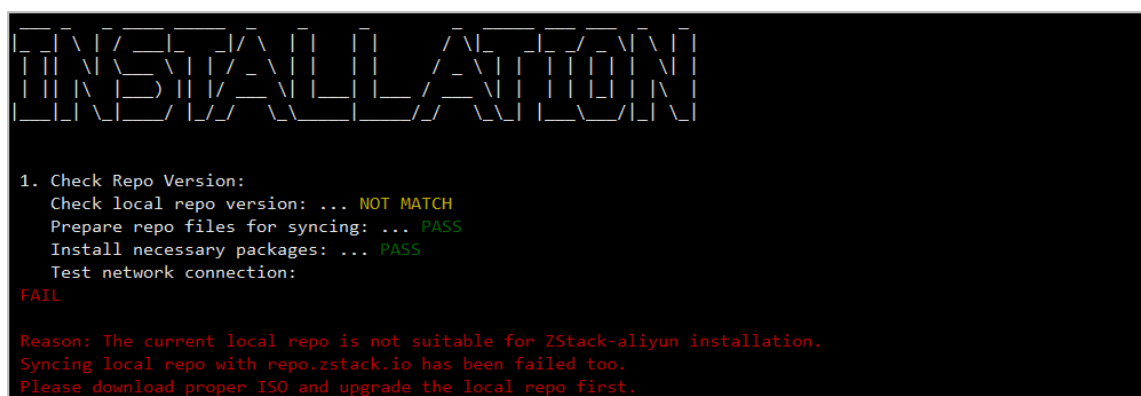 INSTALLATION
1. Check Repo Version:
Check local repo version: ... NOT MATCH
Prepare repo files for syncing: ... PASS
Install necessary packages: ... PASS
Test network connection:
FAIL
Reason: The current local repo is not suitable for ZStack-aliyun installation.
Syncing local repo with repo.zstack.io has been failed too.
Please download proper ISO and upgrade the local repo first.